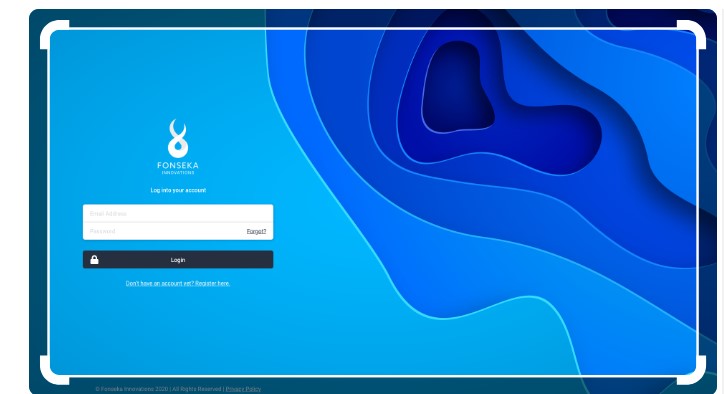 FONSEKA
INNOVATIONS
Log into your account
Email Address
Password
Forget?
Login
Don't have an account yet? Register here.
© Fonseka Innovations 2020 | All Rights Reserved | Privacy Policy